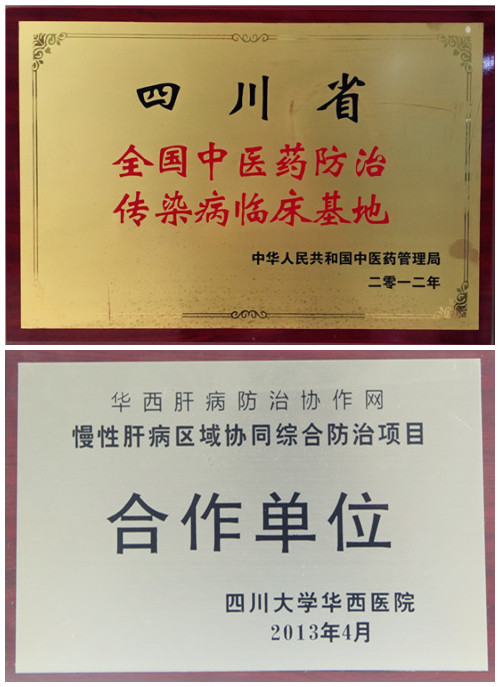 四川省
全国中医药防治
传染病临床基地
中华人民共和国中医药管理局
二零一二年
华西肝病防治协作网
慢性肝病区域协同综合防治项目
合作单位
四川大学华西医院
2013年4月